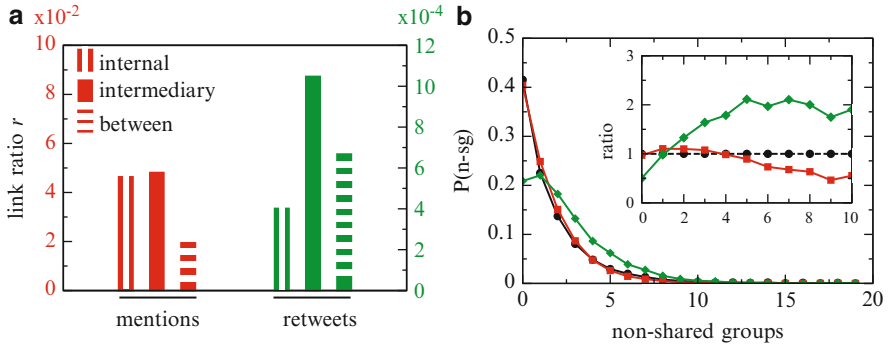 a
x10-2
x10-4
10
8
6
4
2
0
link ratio r
internal
intermediary
between
12
10
8
6
4
2
0
mentions
retweets
b
0.5
0.4
0.3
0.2
0.1
0
P(n-sg)
0
5
10
15
20
non-shared groups
3
2
1
0
ratio
0
2
4
6
8
10